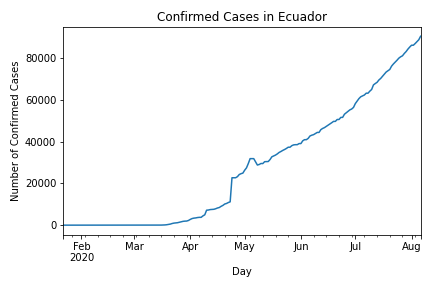 Confirmed Cases in Ecuador
Number of Confirmed Cases
80000
60000
40000
20000
0
Feb Mar Apr May Jun Jul Aug
2020
Day